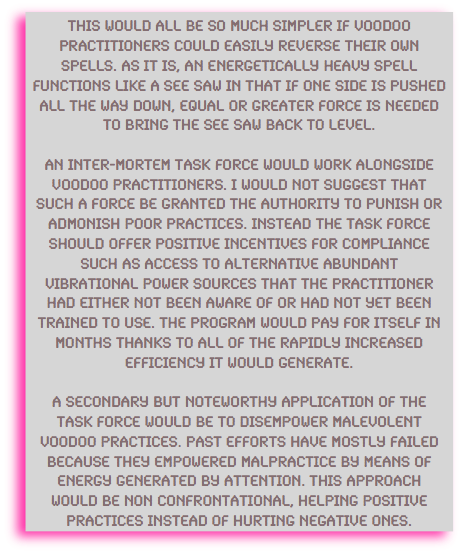 THIS WOULD ALL BE SO MUCH SIMPLER IF VOODOO
PRACTITIONERS COULD EASILY REVERSE THEIR OWN
SPELLS. AS IT IS, AN ENERGETICALLY HEAVY SPELL
FUNCTIONS LIKE A SEE SAW IN THAT IF ONE SIDE IS PUSHED
ALL THE WAY DOWN, EQUAL OR GREATER FORCE IS NEEDED
TO BRING THE SEE SAW BACK TO LEVEL.

AN INTER-MORTEM TASK FORCE WOULD WORK ALONGSIDE
VOODOO PRACTITIONERS. I WOULD NOT SUGGEST THAT
SUCH A FORCE BE GRANTED THE AUTHORITY TO PUNISH OR
ADMONISH POOR PRACTICES. INSTEAD THE TASK FORCE
SHOULD OFFER POSITIVE INCENTIVES FOR COMPLIANCE
SUCH AS ACCESS TO ALTERNATIVE ABUNDANT
VIBRATIONAL POWER SOURCES THAT THE PRACTITIONER
HAD EITHER NOT BEEN AWARE OF OR HAD NOT YET BEEN
TRAINED TO USE. THE PROGRAM WOULD PAY FOR ITSELF IN
MONTHS THANKS TO ALL OF THE RAPIDLY INCREASED
EFFICIENCY IT WOULD GENERATE.

A SECONDARY BUT NOTEWORTHY APPLICATION OF THE
TASK FORCE WOULD BE TO DISEMPOWER MALEVOLENT
VOODOO PRACTICES. PAST EFFORTS HAVE MOSTLY FAILED
BECAUSE THEY EMPOWERED MALPRACTICE BY MEANS OF
ENERGY GENERATED BY ATTENTION. THIS APPROACH
WOULD BE NON CONFRONTATIONAL, HELPING POSITIVE
PRACTICES INSTEAD OF HURTING NEGATIVE ONES.